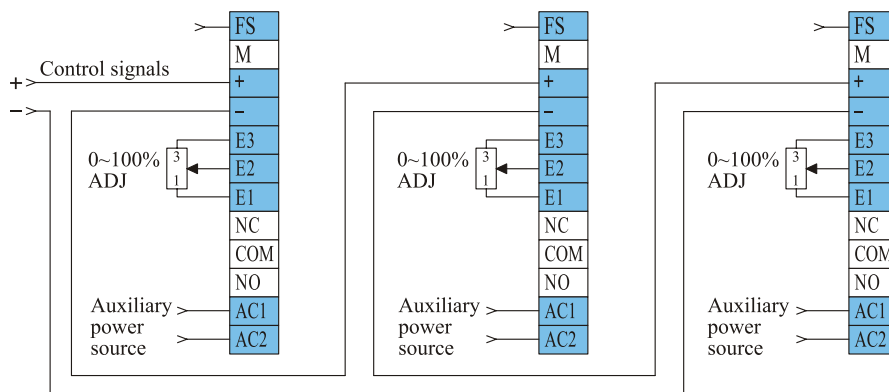 FS
M
+ Control signals +
− −
E3
0~100% 3 E2
ADJ 1
E1
NC
COM
NO
Auxiliary AC1
power AC2
source
FS
M
+
−
E3
0~100% 3 E2
ADJ 1
E1
NC
COM
NO
Auxiliary AC1
power AC2
source
FS
M
+
−
E3
0~100% 3 E2
ADJ 1
E1
NC
COM
NO
Auxiliary AC1
power AC2
source